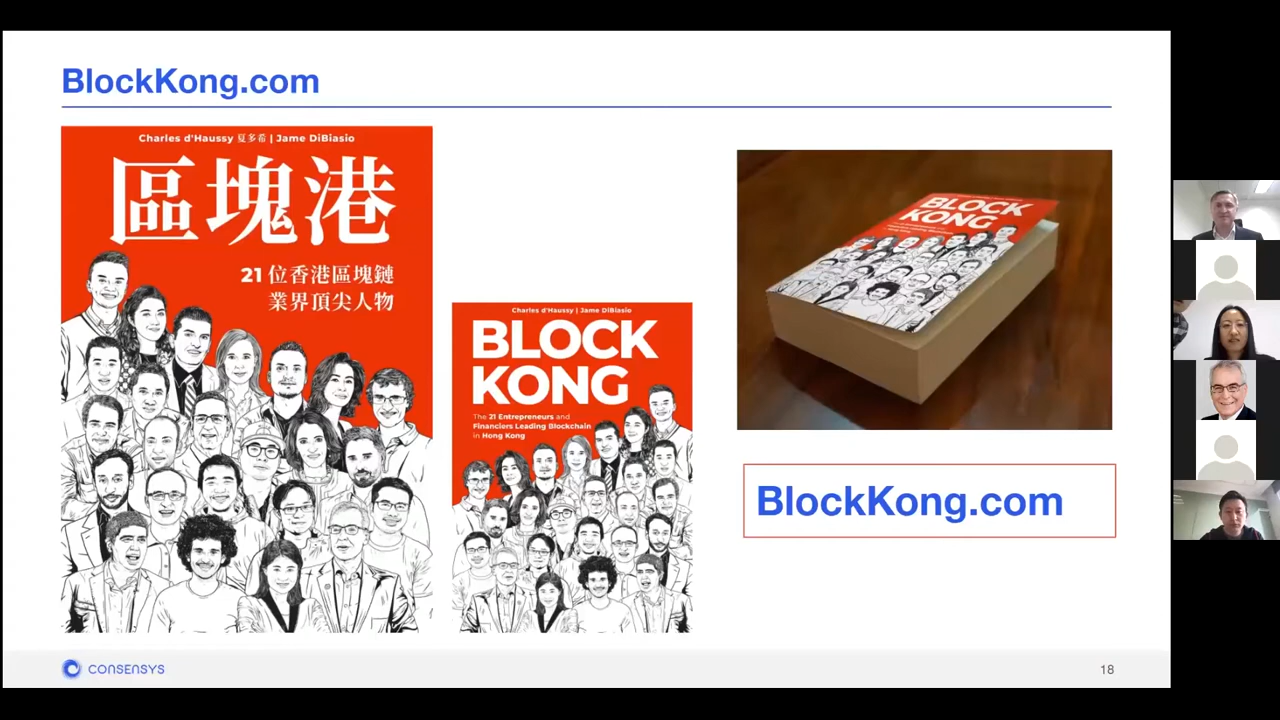 BlockKong.com
Charles d'Haussy 夏多希 | Jame DiBiasio
區塊港
21 位香港區塊鏈
業界頂尖人物
Charles d'Haussy | Jame DiBiasio
BLOCK
KONG
The 21 Entrepreneurs and
Financiers Leading Blockchain
in Hong Kong
BLOCK
KONG
BlockKong.com
CONSENSYS
18